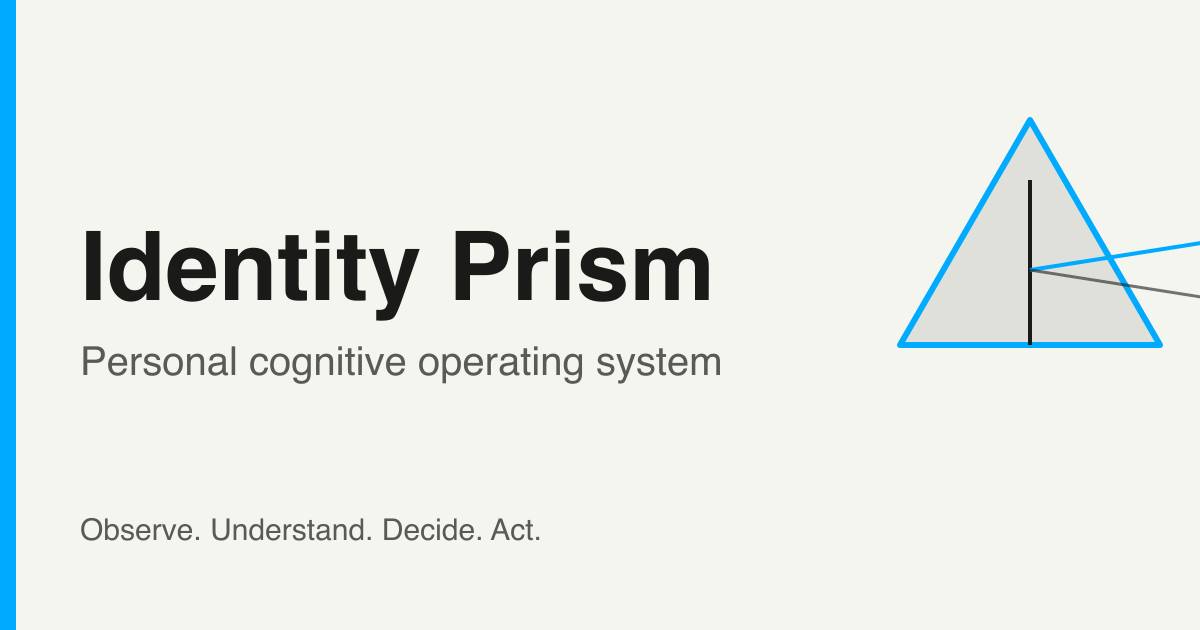 Identity Prism
Personal cognitive operating system
Observe. Understand. Decide. Act.